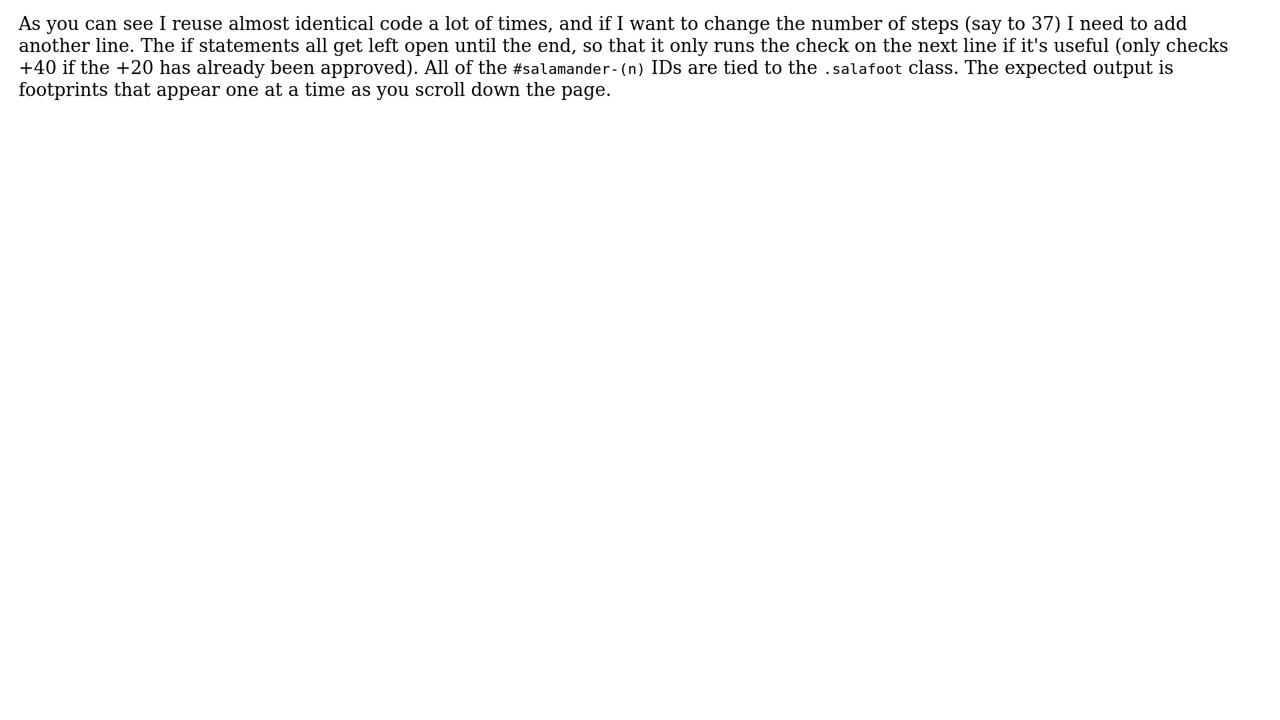 As you can see I reuse almost identical code a lot of times, and if I want to change the number of steps (say to 37) I need to add
another line. The if statements all get left open until the end, so that it only runs the check on the next line if it's useful (only checks
+40 if the +20 has already been approved). All of the #salamander-(n) IDs are tied to the .salafoot class. The expected output is
footprints that appear one at a time as you scroll down the page.